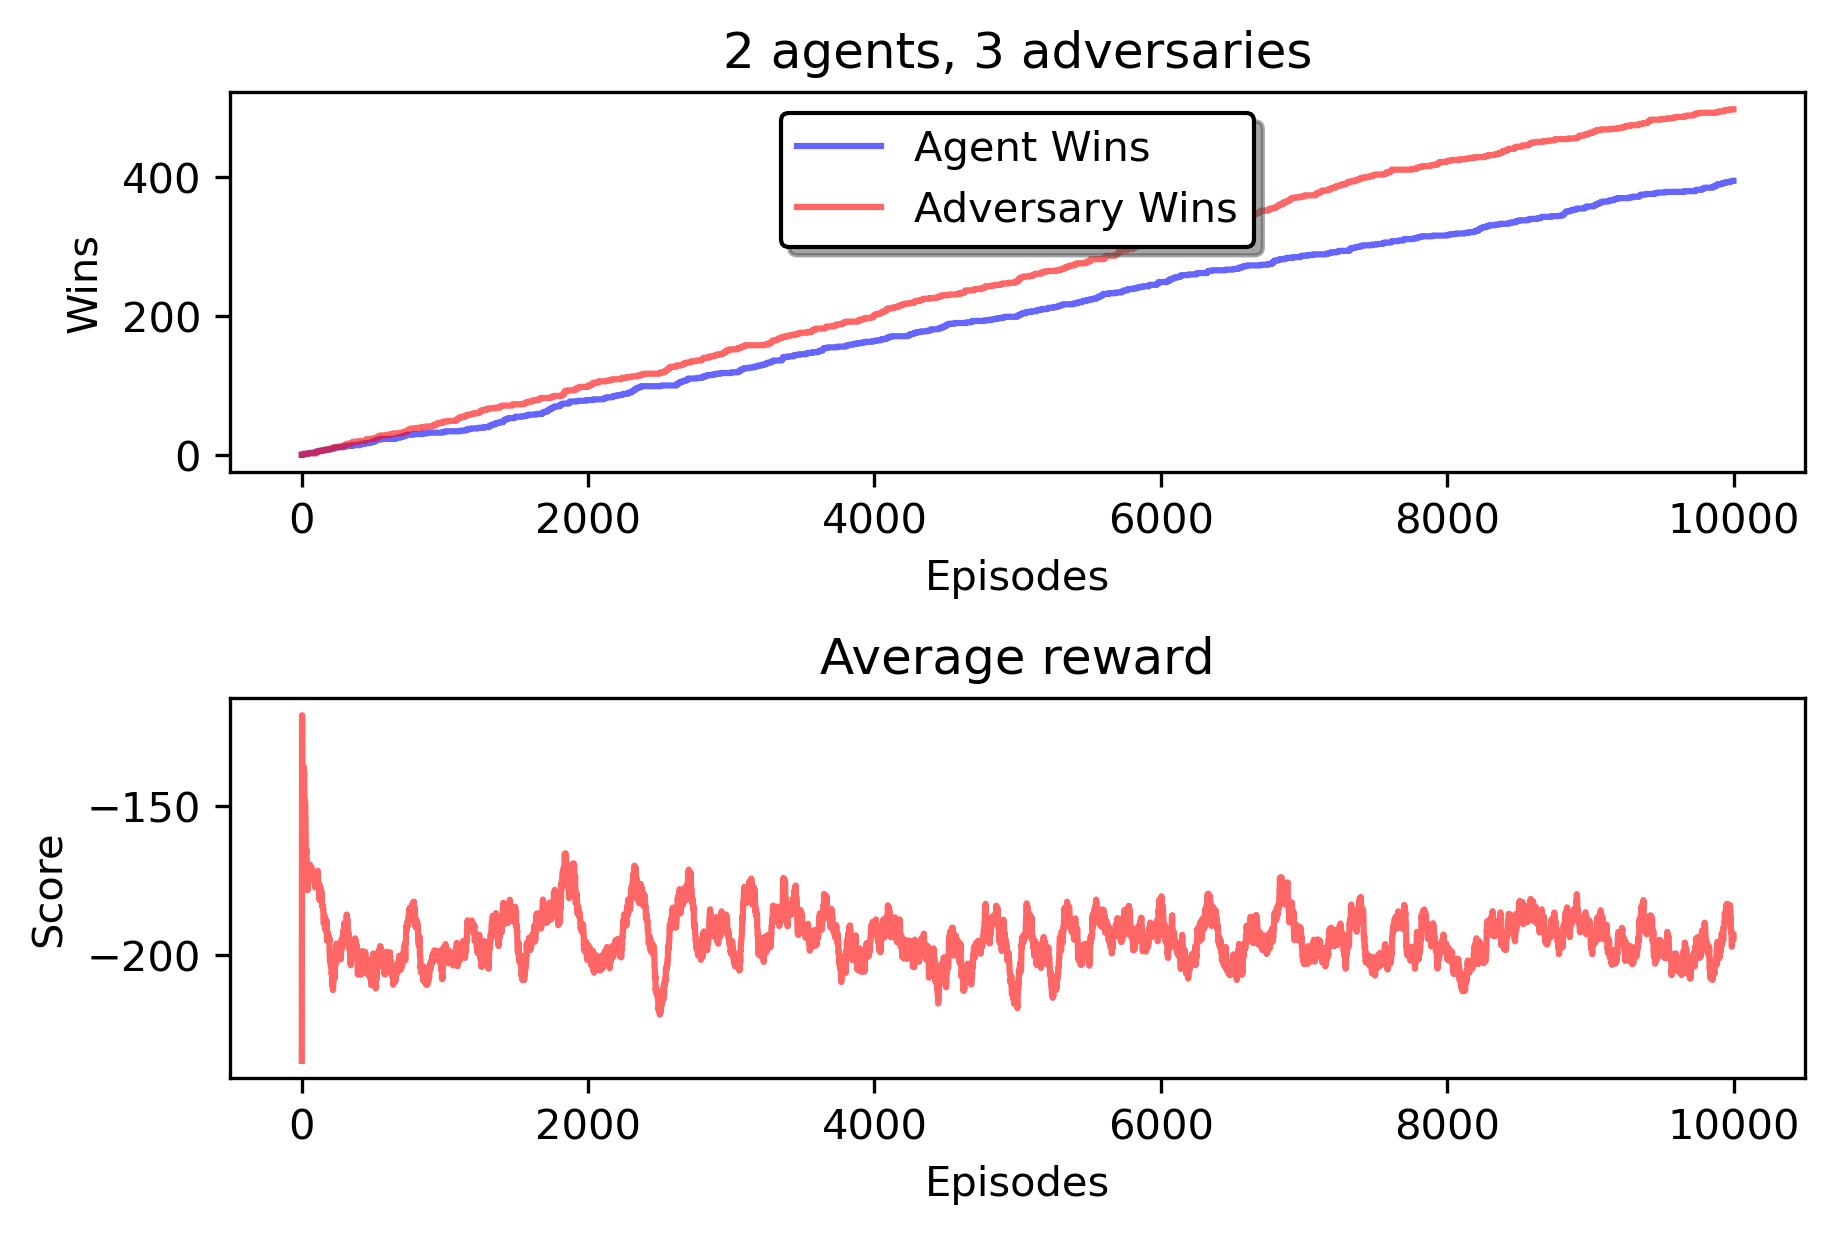 2 agents, 3 adversaries
Agent Wins
Adversary Wins
Wins
400
200
0
0 2000 4000 6000 8000 10000
Episodes
Average reward
Score
−150
−200
0 2000 4000 6000 8000 10000
Episodes